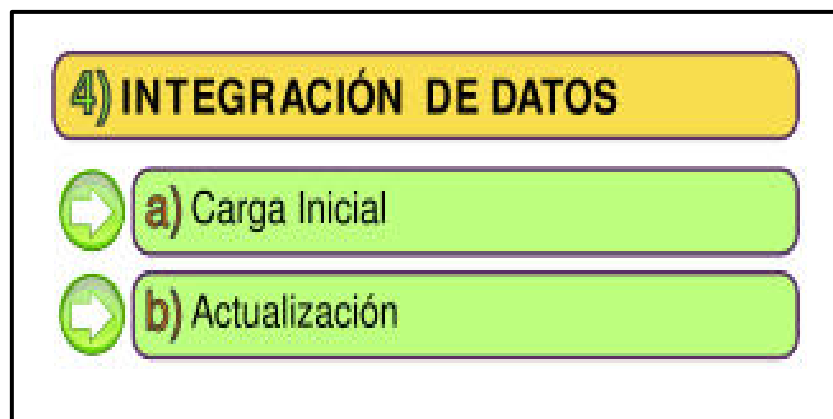 4) INTEGRACIÓN DE DATOS
a) Carga Inicial
b) Actualización